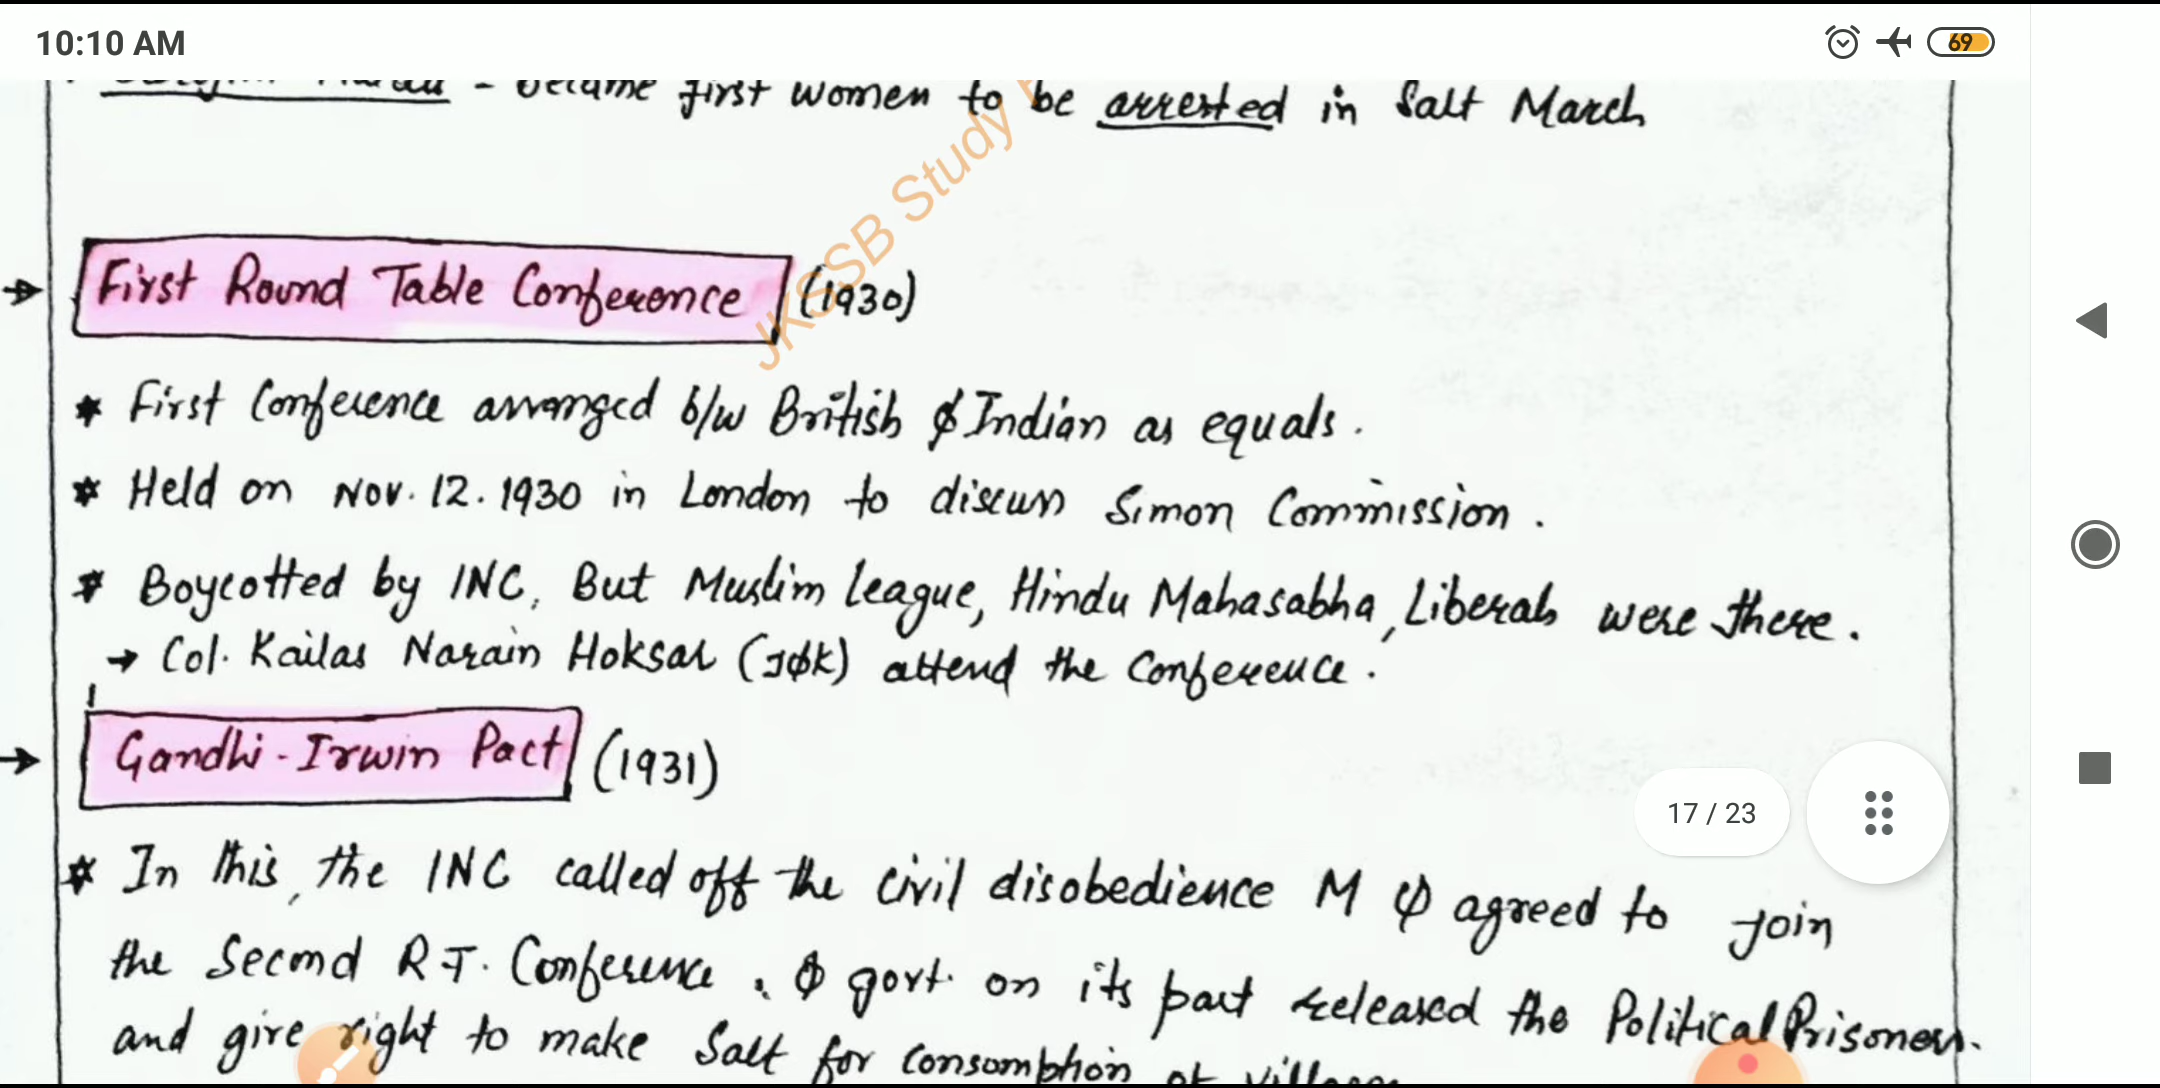 10:10 AM
69
- became first women to be arrested in Salt March
JKSSB Study
First Round Table Conference (1930)
* First Conference arranged b/w British & Indian as equals.
* Held on Nov. 12. 1930 in London to discuss Simon Commission.
* Boycotted by INC, But Muslim league, Hindu Mahasabha, Liberals were there.
→ Col. Kailas Narain Hoksar (J&K) attend the Conference.
→ Gandhi-Irwin Pact (1931)
* In this, the INC called off the civil disobedience M & agreed to join
the Second R.T. Conference, & govt. on its part released the Political Prisoners.
and give right to make Salt for consumption at
17 / 23